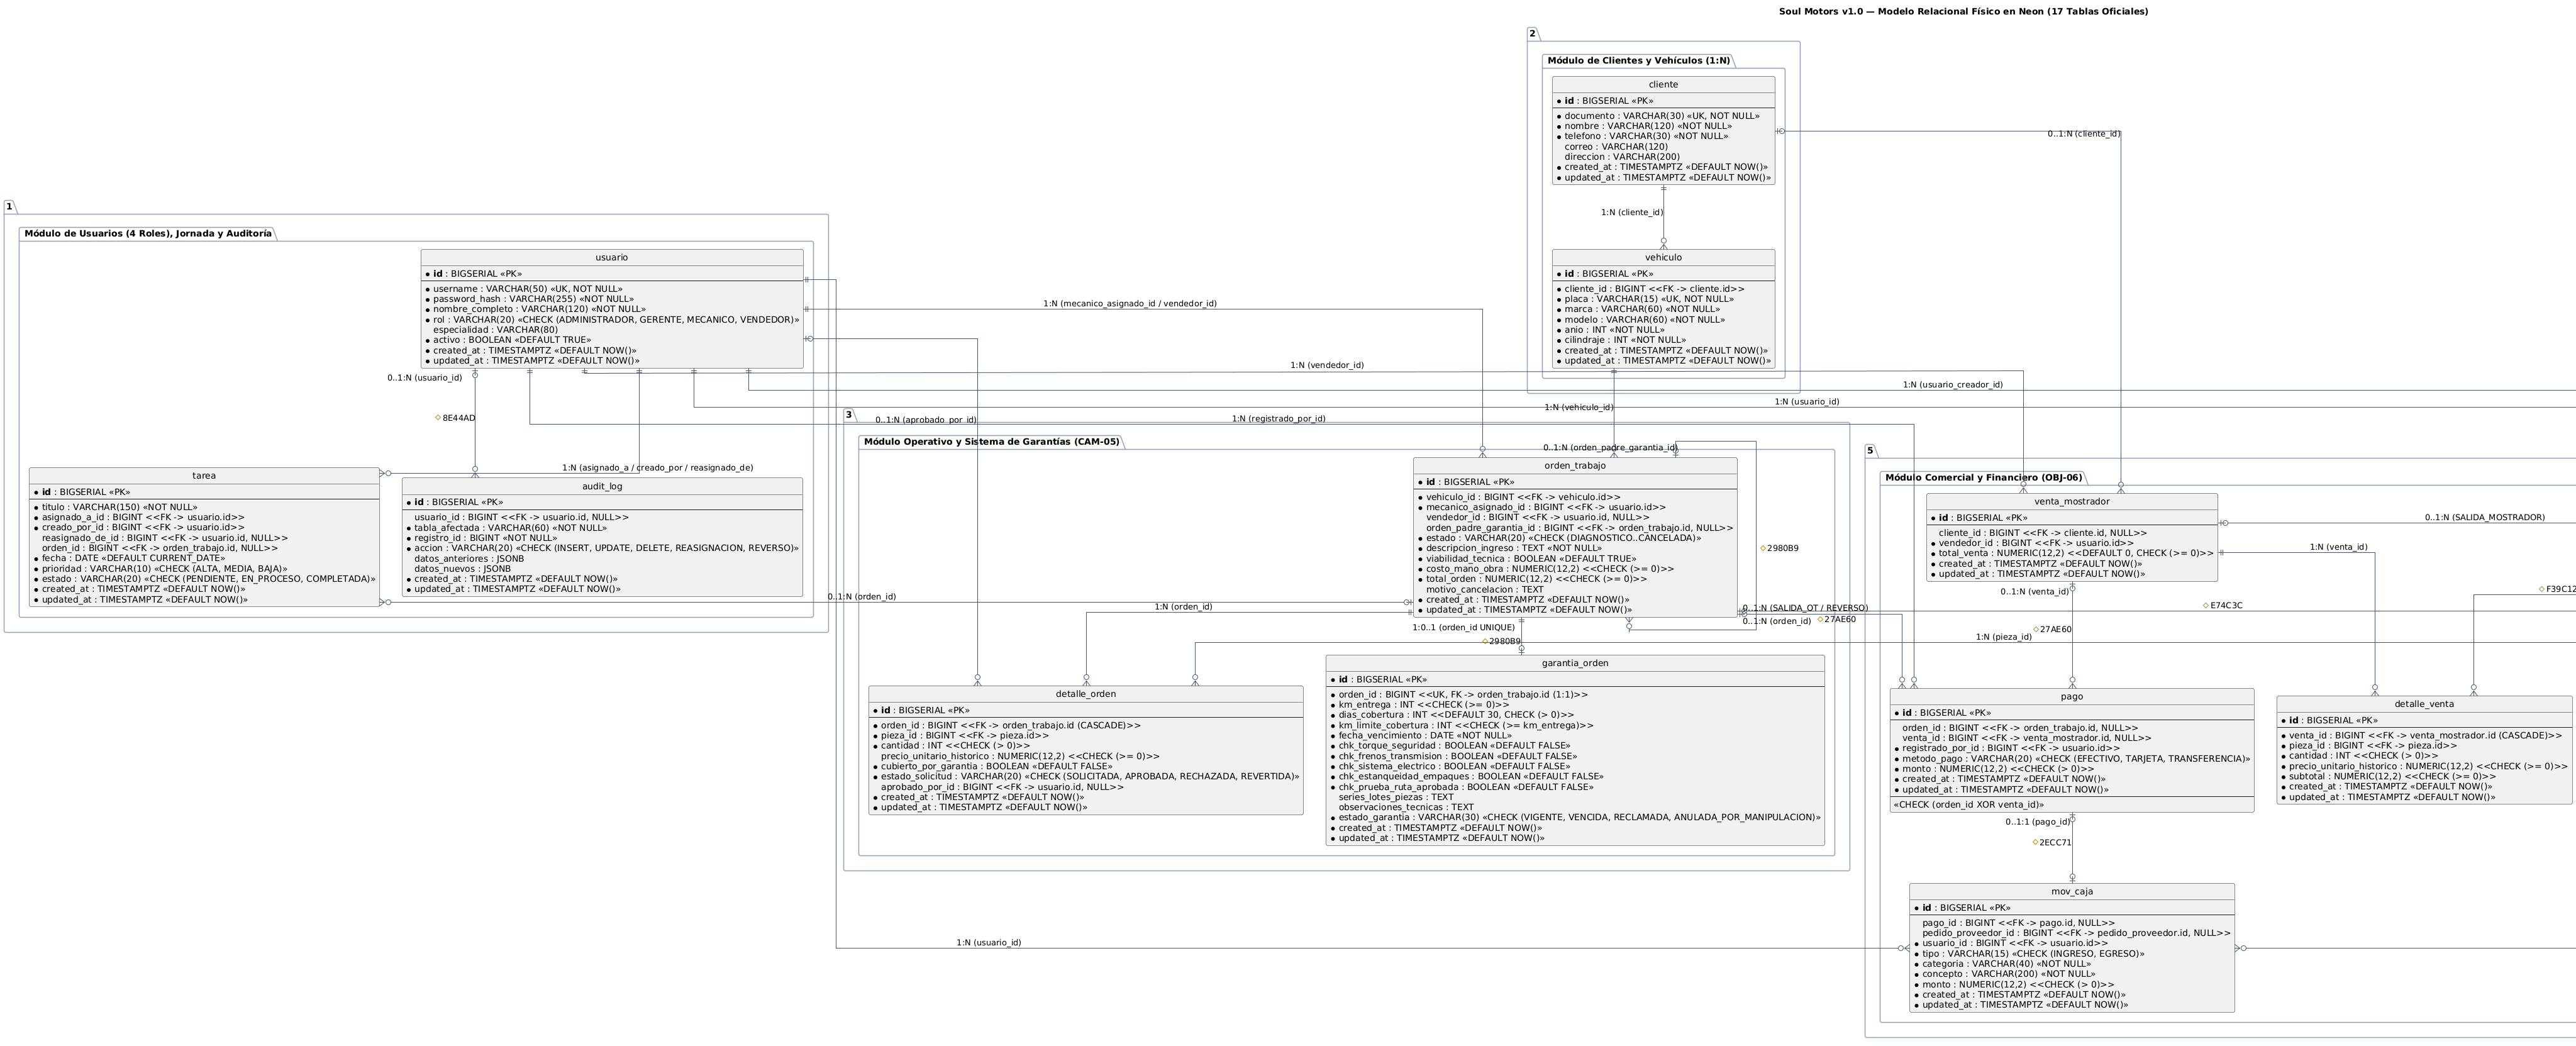 Soul Motors v1.0 — Modelo Relacional Físico en Neon (17 Tablas Oficiales)
2
Módulo de Clientes y Vehículos (1:N)
cliente
id : BIGSERIAL «PK»
documento : VARCHAR(30) «UK, NOT NULL»
nombre : VARCHAR(120) «NOT NULL»
telefono : VARCHAR(30) «NOT NULL»
correo : VARCHAR(120)
direccion : VARCHAR(200)
created_at : TIMESTAMPTZ «DEFAULT NOW()»
updated_at : TIMESTAMPTZ «DEFAULT NOW()»
0..1:N (cliente_id)
1:N (cliente_id)
vehiculo
id : BIGSERIAL «PK»
cliente_id : BIGINT <<FK -> cliente.id>>
placa : VARCHAR(15) «UK, NOT NULL»
marca : VARCHAR(60) «NOT NULL»
modelo : VARCHAR(60) «NOT NULL»
anio : INT «NOT NULL»
cilindraje : INT «NOT NULL»
created_at : TIMESTAMPTZ «DEFAULT NOW()»
updated_at : TIMESTAMPTZ «DEFAULT NOW()»
1
Módulo de Usuarios (4 Roles), Jornada y Auditoría
usuario
id : BIGSERIAL «PK»
username : VARCHAR(50) «UK, NOT NULL»
password_hash : VARCHAR(255) «NOT NULL»
nombre_completo : VARCHAR(120) «NOT NULL»
rol : VARCHAR(20) «CHECK (ADMINISTRADOR, GERENTE, MECANICO, VENDEDOR)»
especialidad : VARCHAR(80)
activo : BOOLEAN «DEFAULT TRUE»
created_at : TIMESTAMPTZ «DEFAULT NOW()»
updated_at : TIMESTAMPTZ «DEFAULT NOW()»
1:N (mecanico_asignado_id / vendedor_id)
1:N (vendedor_id)
1:N (usuario_creador_id)
1:N (usuario_id)
0..1:N (usuario_id)
8E44AD
0..1:N (aprobado_por_id)
1:N (registrado_por_id)
1:N (vehiculo_id)
1:N (asignado_a / creado_por / reasignado_de)
tarea
id : BIGSERIAL «PK»
titulo : VARCHAR(150) «NOT NULL»
asignado_a_id : BIGINT <<FK -> usuario.id>>
creado_por_id : BIGINT <<FK -> usuario.id>>
reasignado_de_id : BIGINT <<FK -> usuario.id, NULL>>
orden_id : BIGINT <<FK -> orden_trabajo.id, NULL>>
fecha : DATE «DEFAULT CURRENT_DATE»
prioridad : VARCHAR(10) «CHECK (ALTA, MEDIA, BAJA)»
estado : VARCHAR(20) «CHECK (PENDIENTE, EN_PROCESO, COMPLETADA)»
created_at : TIMESTAMPTZ «DEFAULT NOW()»
updated_at : TIMESTAMPTZ «DEFAULT NOW()»
audit_log
id : BIGSERIAL «PK»
usuario_id : BIGINT <<FK -> usuario.id, NULL>>
tabla_afectada : VARCHAR(60) «NOT NULL»
registro_id : BIGINT «NOT NULL»
accion : VARCHAR(20) «CHECK (INSERT, UPDATE, DELETE, REASIGNACION, REVERSO)»
datos_anteriores : JSONB
datos_nuevos : JSONB
created_at : TIMESTAMPTZ «DEFAULT NOW()»
updated_at : TIMESTAMPTZ «DEFAULT NOW()»
0..1:N (orden_id)
3
Módulo Operativo y Sistema de Garantías (CAM-05)
0..1:N (orden_padre_garantia_id)
orden_trabajo
id : BIGSERIAL «PK»
vehiculo_id : BIGINT <<FK -> vehiculo.id>>
mecanico_asignado_id : BIGINT <<FK -> usuario.id>>
vendedor_id : BIGINT <<FK -> usuario.id, NULL>>
orden_padre_garantia_id : BIGINT <<FK -> orden_trabajo.id, NULL>>
estado : VARCHAR(20) «CHECK (DIAGNOSTICO..CANCELADA)»
descripcion_ingreso : TEXT «NOT NULL»
viabilidad_tecnica : BOOLEAN «DEFAULT TRUE»
costo_mano_obra : NUMERIC(12,2) <<CHECK (>= 0)>>
total_orden : NUMERIC(12,2) <<CHECK (>= 0)>>
motivo_cancelacion : TEXT
created_at : TIMESTAMPTZ «DEFAULT NOW()»
updated_at : TIMESTAMPTZ «DEFAULT NOW()»
2980B9
1:N (orden_id)
0..1:N (SALIDA_OT / REVERSO)
0..1:N (orden_id)
27AE60
1:0..1 (orden_id UNIQUE)
2980B9
detalle_orden
id : BIGSERIAL «PK»
orden_id : BIGINT <<FK -> orden_trabajo.id (CASCADE)>>
pieza_id : BIGINT <<FK -> pieza.id>>
cantidad : INT <<CHECK (> 0)>>
precio_unitario_historico : NUMERIC(12,2) <<CHECK (>= 0)>>
cubierto_por_garantia : BOOLEAN «DEFAULT FALSE»
estado_solicitud : VARCHAR(20) «CHECK (SOLICITADA, APROBADA, RECHAZADA, REVERTIDA)»
aprobado_por_id : BIGINT <<FK -> usuario.id, NULL>>
created_at : TIMESTAMPTZ «DEFAULT NOW()»
updated_at : TIMESTAMPTZ «DEFAULT NOW()»
garantia_orden
id : BIGSERIAL «PK»
orden_id : BIGINT <<UK, FK -> orden_trabajo.id (1:1)>>
km_entrega : INT <<CHECK (>= 0)>>
dias_cobertura : INT <<DEFAULT 30, CHECK (> 0)>>
km_limite_cobertura : INT <<CHECK (>= km_entrega)>>
fecha_vencimiento : DATE «NOT NULL»
chk_torque_seguridad : BOOLEAN «DEFAULT FALSE»
chk_frenos_transmision : BOOLEAN «DEFAULT FALSE»
chk_sistema_electrico : BOOLEAN «DEFAULT FALSE»
chk_estanqueidad_empaques : BOOLEAN «DEFAULT FALSE»
chk_prueba_ruta_aprobada : BOOLEAN «DEFAULT FALSE»
series_lotes_piezas : TEXT
observaciones_tecnicas : TEXT
estado_garantia : VARCHAR(30) «CHECK (VIGENTE, VENCIDA, RECLAMADA, ANULADA_POR_MANIPULACION)»
created_at : TIMESTAMPTZ «DEFAULT NOW()»
updated_at : TIMESTAMPTZ «DEFAULT NOW()»
5
Módulo Comercial y Financiero (OBJ-06)
venta_mostrador
id : BIGSERIAL «PK»
cliente_id : BIGINT <<FK -> cliente.id, NULL>>
vendedor_id : BIGINT <<FK -> usuario.id>>
total_venta : NUMERIC(12,2) <<DEFAULT 0, CHECK (>= 0)>>
created_at : TIMESTAMPTZ «DEFAULT NOW()»
updated_at : TIMESTAMPTZ «DEFAULT NOW()»
0..1:N (SALIDA_MOSTRADOR)
1:N (venta_id)
0..1:N (venta_id)
F39C12
E74C3C
27AE60
1:N (pieza_id)
pago
id : BIGSERIAL «PK»
orden_id : BIGINT <<FK -> orden_trabajo.id, NULL>>
venta_id : BIGINT <<FK -> venta_mostrador.id, NULL>>
registrado_por_id : BIGINT <<FK -> usuario.id>>
metodo_pago : VARCHAR(20) «CHECK (EFECTIVO, TARJETA, TRANSFERENCIA)»
monto : NUMERIC(12,2) <<CHECK (> 0)>>
created_at : TIMESTAMPTZ «DEFAULT NOW()»
updated_at : TIMESTAMPTZ «DEFAULT NOW()»
«CHECK (orden_id XOR venta_id)»
detalle_venta
id : BIGSERIAL «PK»
venta_id : BIGINT <<FK -> venta_mostrador.id (CASCADE)>>
pieza_id : BIGINT <<FK -> pieza.id>>
cantidad : INT <<CHECK (> 0)>>
precio_unitario_historico : NUMERIC(12,2) <<CHECK (>= 0)>>
subtotal : NUMERIC(12,2) <<CHECK (>= 0)>>
created_at : TIMESTAMPTZ «DEFAULT NOW()»
updated_at : TIMESTAMPTZ «DEFAULT NOW()»
0..1:1 (pago_id)
2ECC71
mov_caja
id : BIGSERIAL «PK»
pago_id : BIGINT <<FK -> pago.id, NULL>>
pedido_proveedor_id : BIGINT <<FK -> pedido_proveedor.id, NULL>>
usuario_id : BIGINT <<FK -> usuario.id>>
tipo : VARCHAR(15) «CHECK (INGRESO, EGRESO)»
categoria : VARCHAR(40) «NOT NULL»
concepto : VARCHAR(200) «NOT NULL»
monto : NUMERIC(12,2) <<CHECK (> 0)>>
created_at : TIMESTAMPTZ «DEFAULT NOW()»
updated_at : TIMESTAMPTZ «DEFAULT NOW()»
1:N (usuario_id)